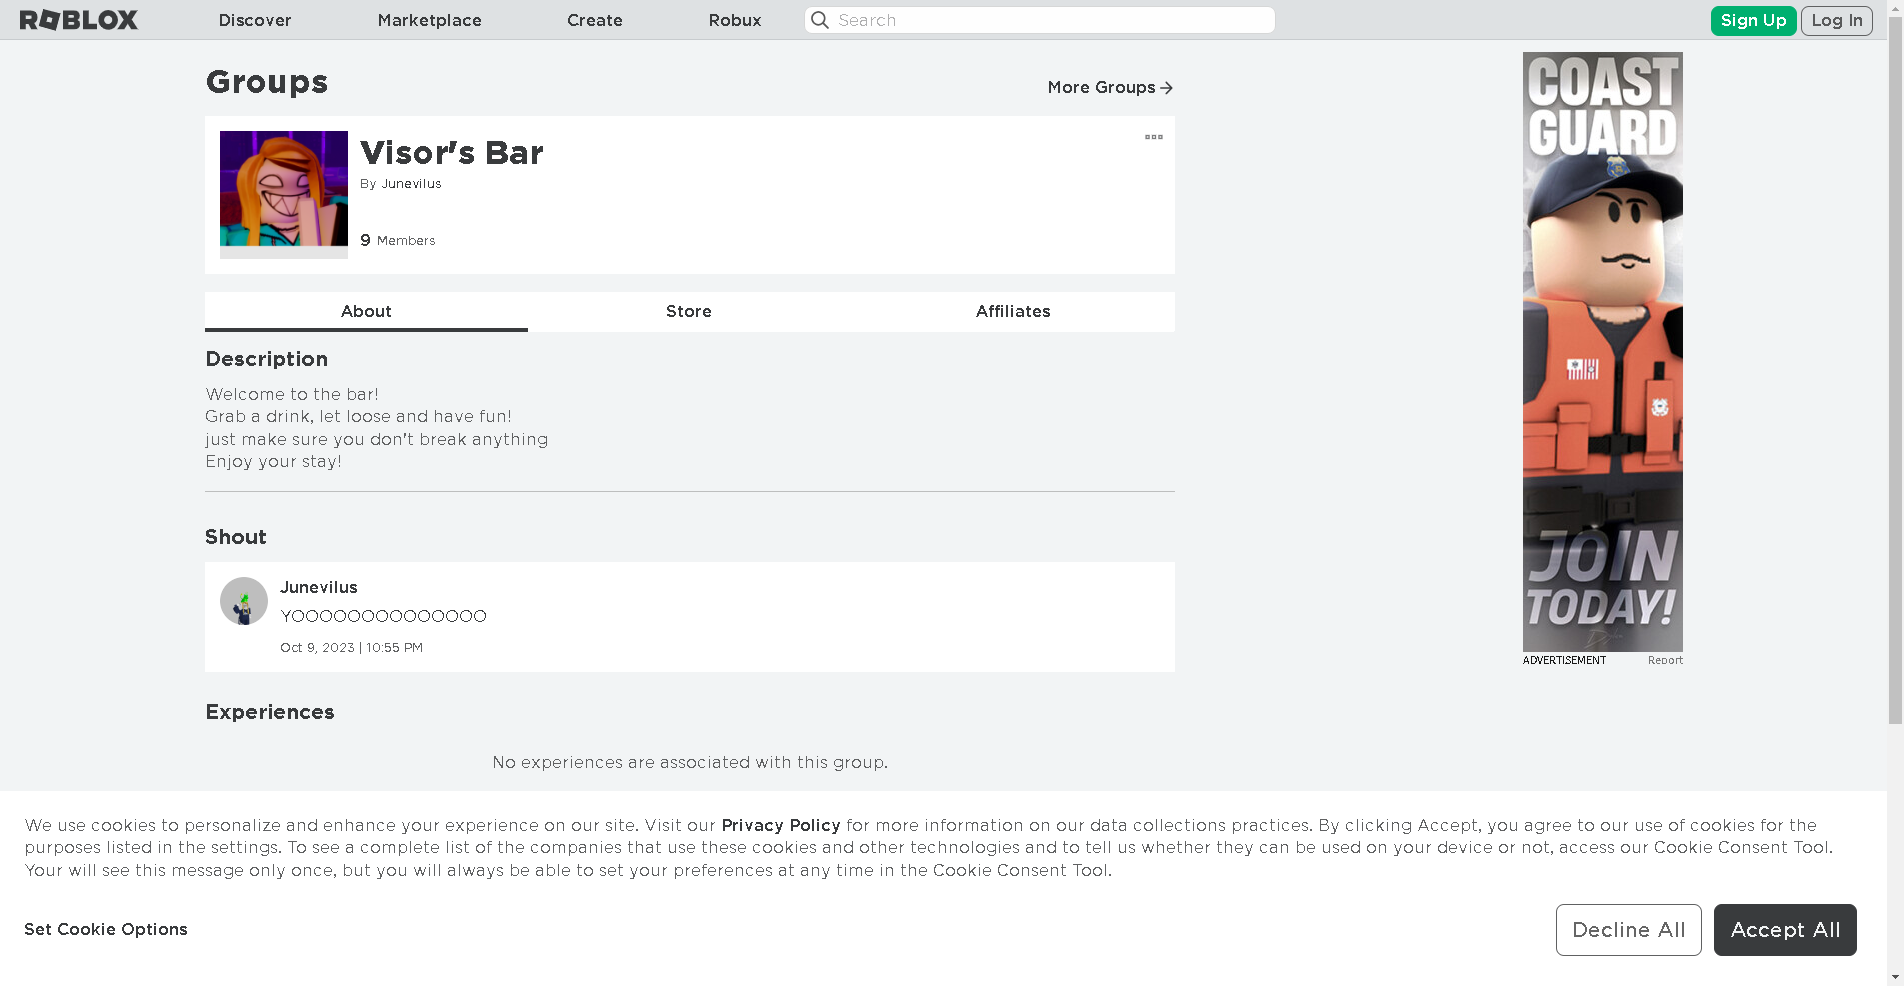 ROBLOX
Discover
Marketplace
Create
Robux
Search
Sign Up
Log In
Groups
More Groups
Visor's Bar
By Junevilus
9 Members
About
Store
Affiliates
Description
Welcome to the bar!
Grab a drink, let loose and have fun!
just make sure you don't break anything
Enjoy your stay!
Shout
Junevilus
YOOOOOOOOOOOOOO
Oct 9, 2023 | 10:55 PM
Experiences
No experiences are associated with this group.
COAST
GUARD
JOIN
TODAY!
ADVERTISEMENT
Report
We use cookies to personalize and enhance your experience on our site. Visit our Privacy Policy for more information on our data collections practices. By clicking Accept, you agree to our use of cookies for the
purposes listed in the settings. To see a complete list of the companies that use these cookies and other technologies and to tell us whether they can be used on your device or not, access our Cookie Consent Tool.
Your will see this message only once, but you will always be able to set your preferences at any time in the Cookie Consent Tool.
Set Cookie Options
Decline All
Accept All